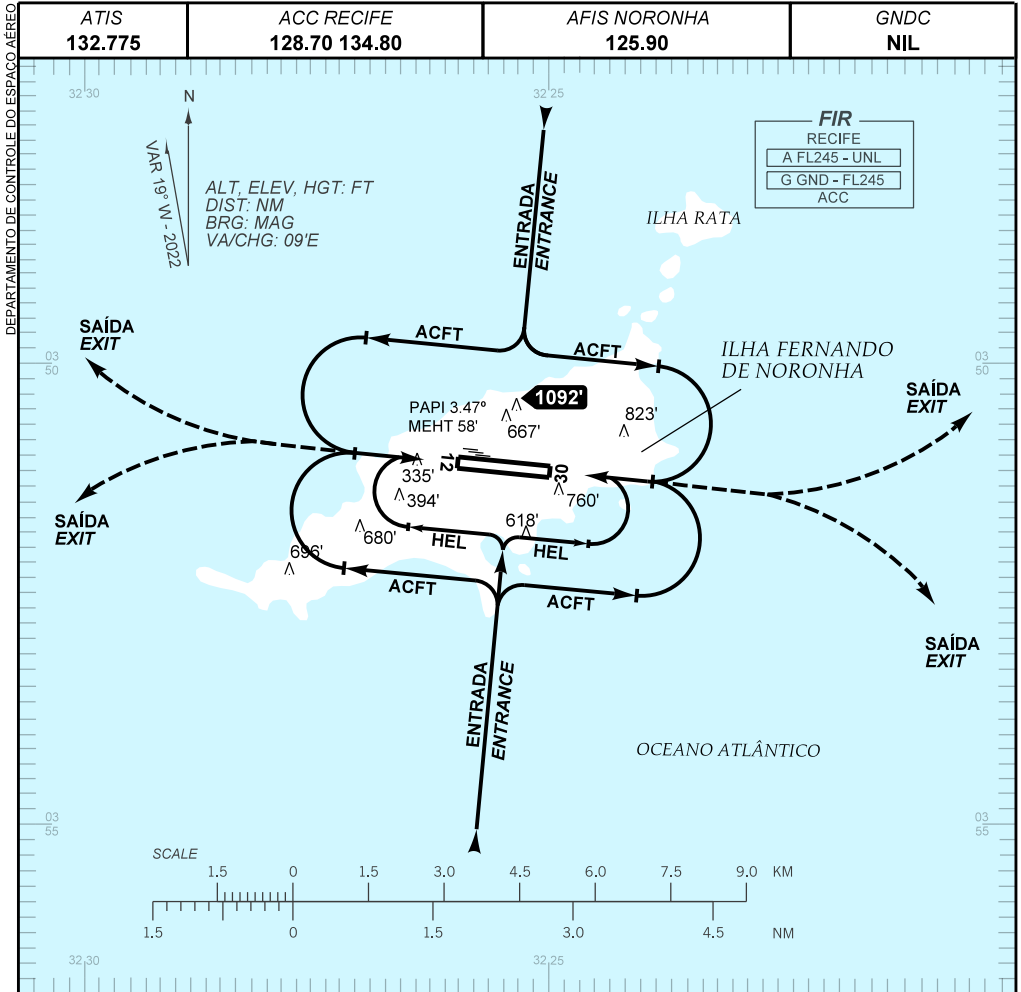 DEPARTAMENTO DE CONTROLE DO ESPAÇO AÉREO
ATIS
132.775
ACC RECIFE
128.70 134.80
AFIS NORONHA
125.90
GNDC
NIL
32 30
32 25
N
VAR 19° W - 2022
ALT, ELEV, HGT: FT
DIST: NM
BRG: MAG
VA/CHG: 09'E
FIR
RECIFE
A FL245 - UNL
G GND - FL245
ACC
ILHA RATA
ENTRADA
ENTRANCE
SAÍDA
EXIT
ACFT
ACFT
ILHA FERNANDO
DE NORONHA
03
50
03
50
SAÍDA
EXIT
PAPI 3.47º
MEHT 58'
1092'
667'
823'
12
30
335'
394'
760'
SAÍDA
EXIT
680'
618'
HEL
HEL
696'
ACFT
ACFT
SAÍDA
EXIT
ENTRADA
ENTRANCE
OCEANO ATLÂNTICO
03
55
03
55
SCALE
1.5 0 1.5 3.0 4.5 6.0 7.5 9.0 KM
1.5 0 1.5 3.0 4.5 NM
32 30
32 25